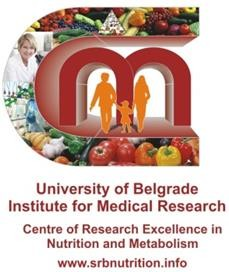 University of Belgrade
Institute for Medical Research
Centre of Research Excellence in
Nutrition and Metabolism
www.srbnutrition.info